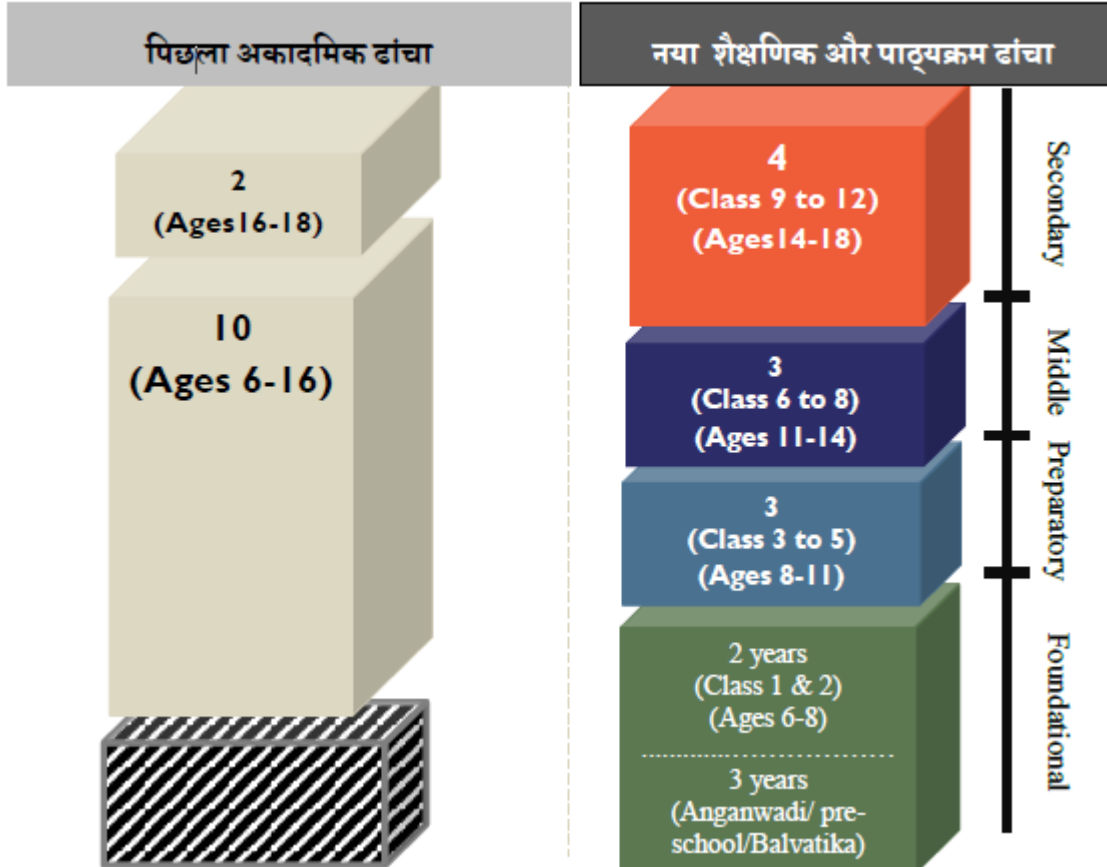 पिछला अकादमिक ढांचा
2
(Ages16-18)
10
(Ages 6-16)
नया शैक्षणिक और पाठ्यक्रम ढांचा
4
(Class 9 to 12)
(Ages14-18)
3
(Class 6 to 8)
(Ages 11-14)
3
(Class 3 to 5)
(Ages 8-11)
2 years
(Class 1 & 2)
(Ages 6-8)
3 years
(Anganwadi/ pre-
school/Balvatika)
Secondary
Middle
Preparatory
Foundational